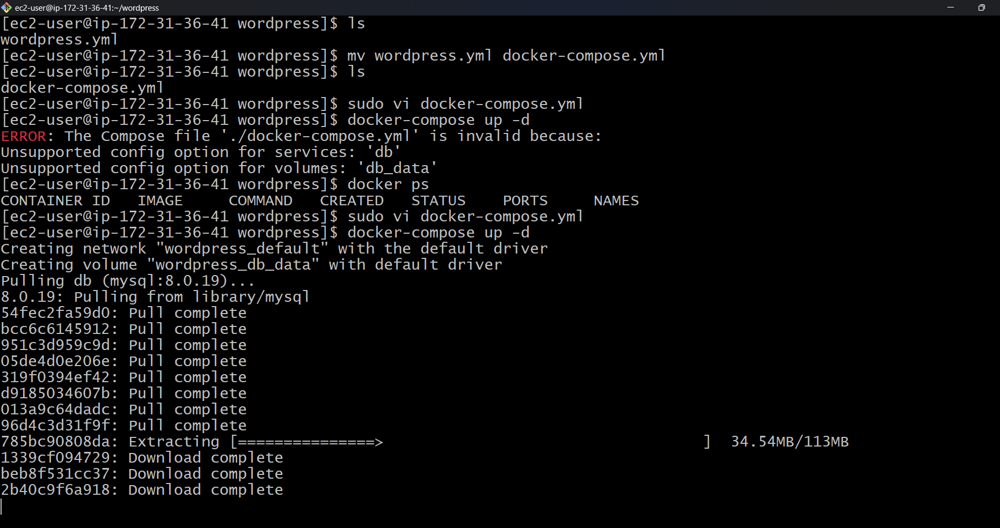 ec2-user@ip-172-31-36-41:~/wordpress
[ec2-user@ip-172-31-36-41 wordpress]$ ls
wordpress.yml
[ec2-user@ip-172-31-36-41 wordpress]$ mv wordpress.yml docker-compose.yml
[ec2-user@ip-172-31-36-41 wordpress]$ ls
docker-compose.yml
[ec2-user@ip-172-31-36-41 wordpress]$ sudo vi docker-compose.yml
[ec2-user@ip-172-31-36-41 wordpress]$ docker-compose up -d
ERROR: The Compose file './docker-compose.yml' is invalid because:
Unsupported config option for services: 'db'
Unsupported config option for volumes: 'db_data'
[ec2-user@ip-172-31-36-41 wordpress]$ docker ps
CONTAINER ID   IMAGE     COMMAND   CREATED   STATUS    PORTS     NAMES
[ec2-user@ip-172-31-36-41 wordpress]$ sudo vi docker-compose.yml
[ec2-user@ip-172-31-36-41 wordpress]$ docker-compose up -d
Creating network "wordpress_default" with the default driver
Creating volume "wordpress_db_data" with default driver
Pulling db (mysql:8.0.19)...
8.0.19: Pulling from library/mysql
54fec2fa59d0: Pull complete
bcc6c6145912: Pull complete
951c3d959c9d: Pull complete
05de4d0e206e: Pull complete
319f0394ef42: Pull complete
d9185034607b: Pull complete
013a9c64dadc: Pull complete
96d4c3d31f9f: Pull complete
785bc90808da: Extracting [===============>                                   ]  34.54MB/113MB
1339cf094729: Download complete
beb8f531cc37: Download complete
2b40c9f6a918: Download complete